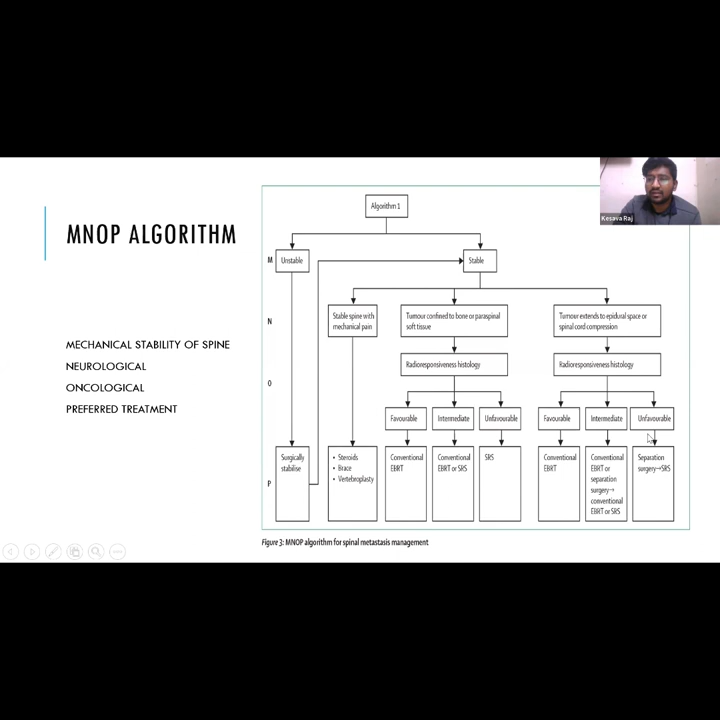 Kesava Raj
MNOP ALGORITHM
MECHANICAL STABILITY OF SPINE
NEUROLOGICAL
ONCOLOGICAL
PREFERRED TREATMENT
Algorithm 1
M
Unstable
Stable
N
Stable spine with
mechanical pain
Tumour confined to bone or paraspinal
soft tissue
Tumour extends to epidural space or
spinal cord compression
Radioresponsiveness histology
Radioresponsiveness histology
O
Favourable
Intermediate
Unfavourable
Favourable
Intermediate
Unfavourable
P
Surgically
stabilise
• Steroids
• Brace
• Vertebroplasty
Conventional
EBRT
Conventional
EBRT or SRS
SRS
Conventional
EBRT
Conventional
EBRT or
separation
surgery→
conventional
EBRT or SRS
Separation
surgery→SRS
Figure 3: MNOP algorithm for spinal metastasis management